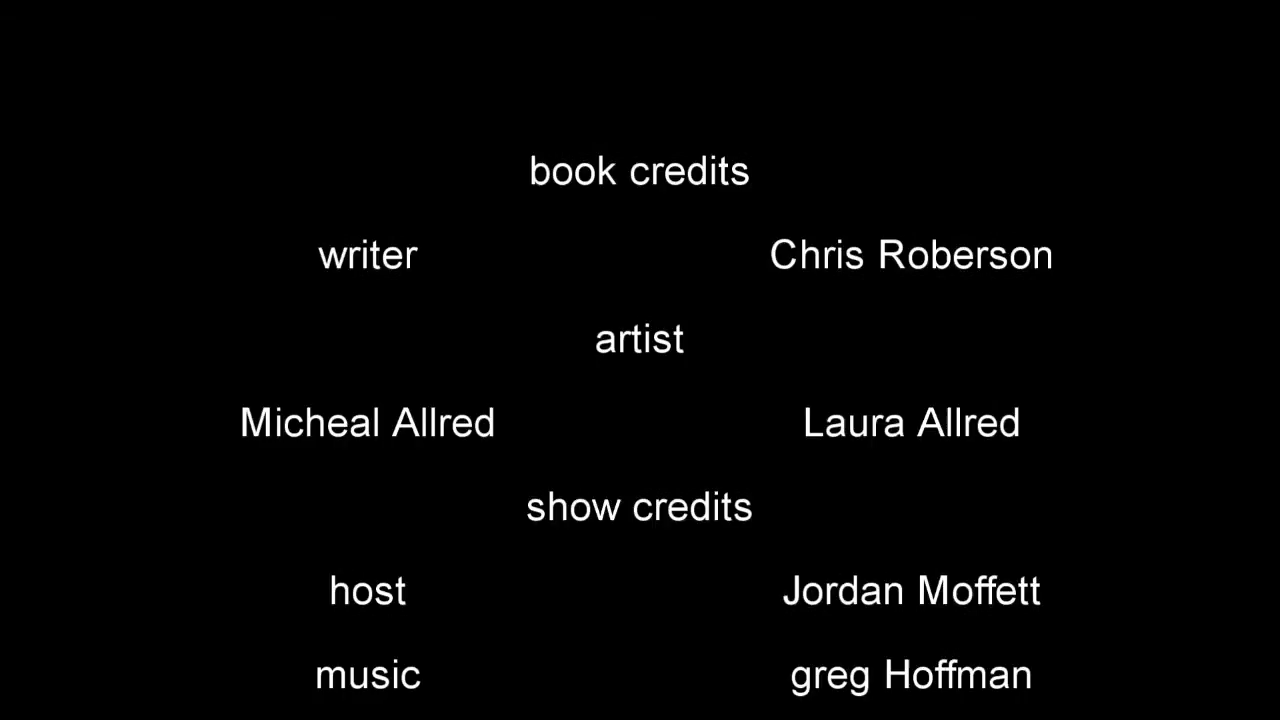 book credits
writer Chris Roberson
artist
Micheal Allred Laura Allred
show credits
host Jordan Moffett
music greg Hoffman